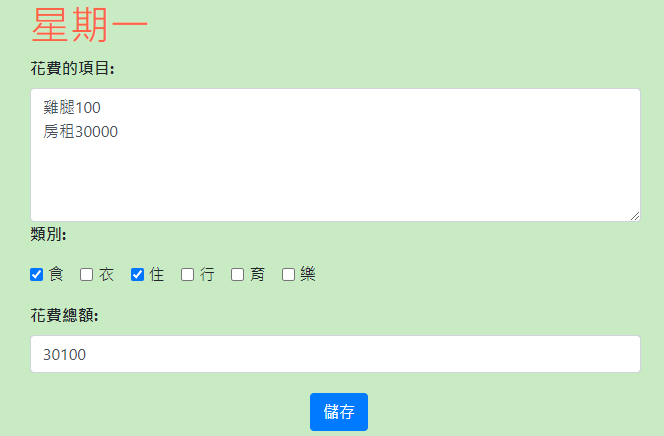 星期一
花費的項目:
雞腿100
房租30000
類別:
食 衣 住 行 育 樂
花費總額:
30100
儲存